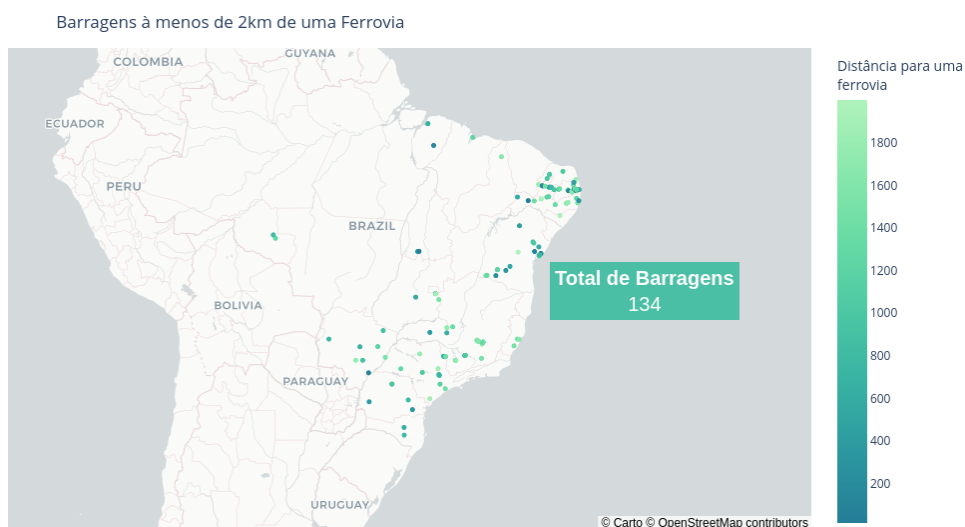 Barragens à menos de 2km de uma Ferrovia
GUYANA
COLOMBIA
ECUADOR
PERU
BRAZIL
BOLIVIA
PARAGUAY
URUGUAY
Total de Barragens
134
© Carto © OpenStreetMap contributors
Distância para uma
ferrovia
1800
1600
1400
1200
1000
800
600
400
200